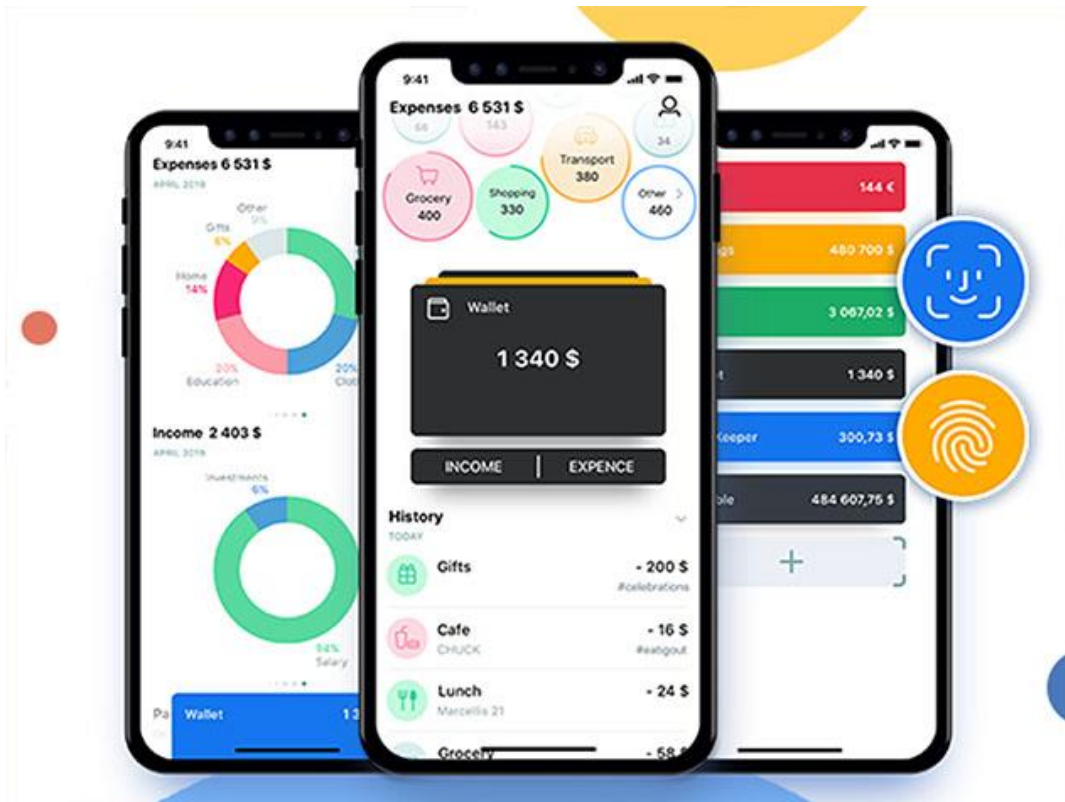 9:41
Expenses 6 531 $
APRIL 2019
Other
9%
Gifts
6%
Home
14%
20%
Education
20%
Income 2 403 $
APRIL 2019
Investments
6%
94%
Salary
Wallet
9:41
Expenses 6 531 $
143
34
Transport
380
Grocery
400
Shopping
330
Other >
460
Wallet
1 340 $
INCOME | EXPENCE
History
TODAY
Gifts - 200 $
#celebrations
Cafe - 16 $
CHUCK #eatigout
Lunch - 24 $
Marcellis 21
Grocery - 58 $
144 €
480 700 $
3 067,02 $
1 340 $
Keeper 300,73 $
484 607,75 $